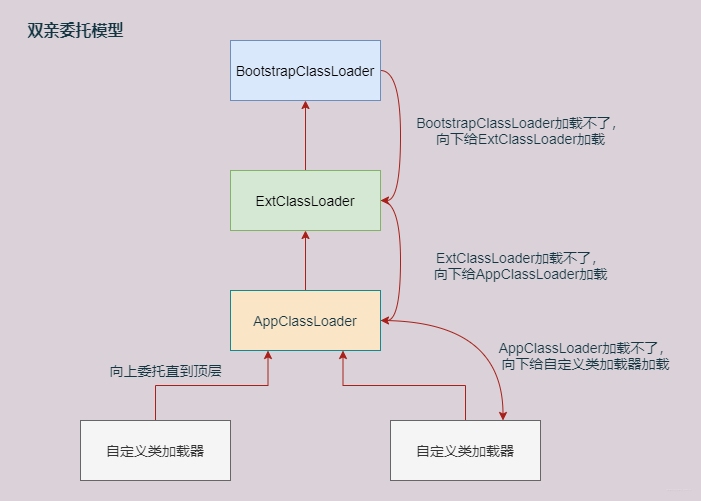 双亲委托模型
BootstrapClassLoader
BootstrapClassLoader加载不了，
向下给ExtClassLoader加载
ExtClassLoader
ExtClassLoader加载不了，
向下给AppClassLoader加载
AppClassLoader
AppClassLoader加载不了，
向下给自定义类加载器加载
向上委托直到顶层
自定义类加载器
自定义类加载器